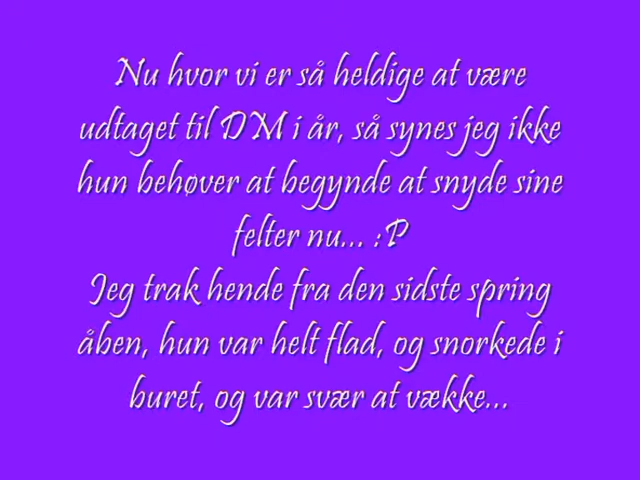 Nu hvor vi er så heldige at være
udtaget til DM i år, så synes jeg ikke
hun behøver at begynde at snyde sine
felter nu... :P
Jeg trak hende fra den sidste spring
åben, hun var helt flad, og snorkede i
buret, og var svær at vække...